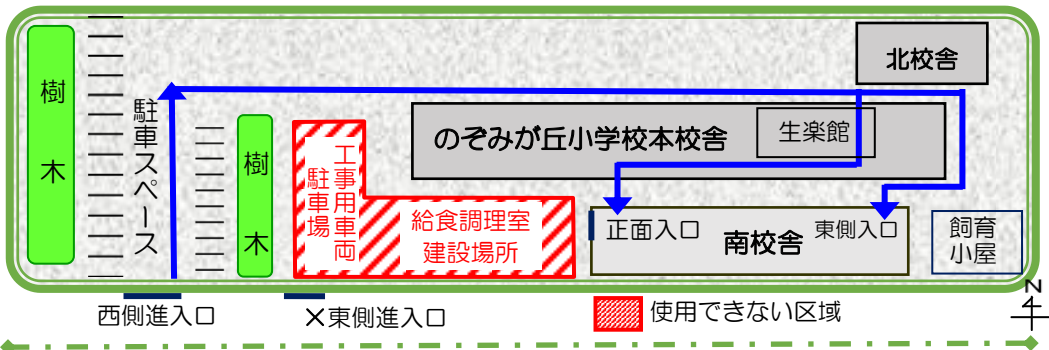 樹木
駐車スペース
樹木
工事用車両
駐車場
給食調理室
建設場所
のぞみが丘小学校本校舎
生楽館
北校舎
正面入口
南校舎
東側入口
飼育
小屋
西側進入口
×東側進入口
使用できない区域
N